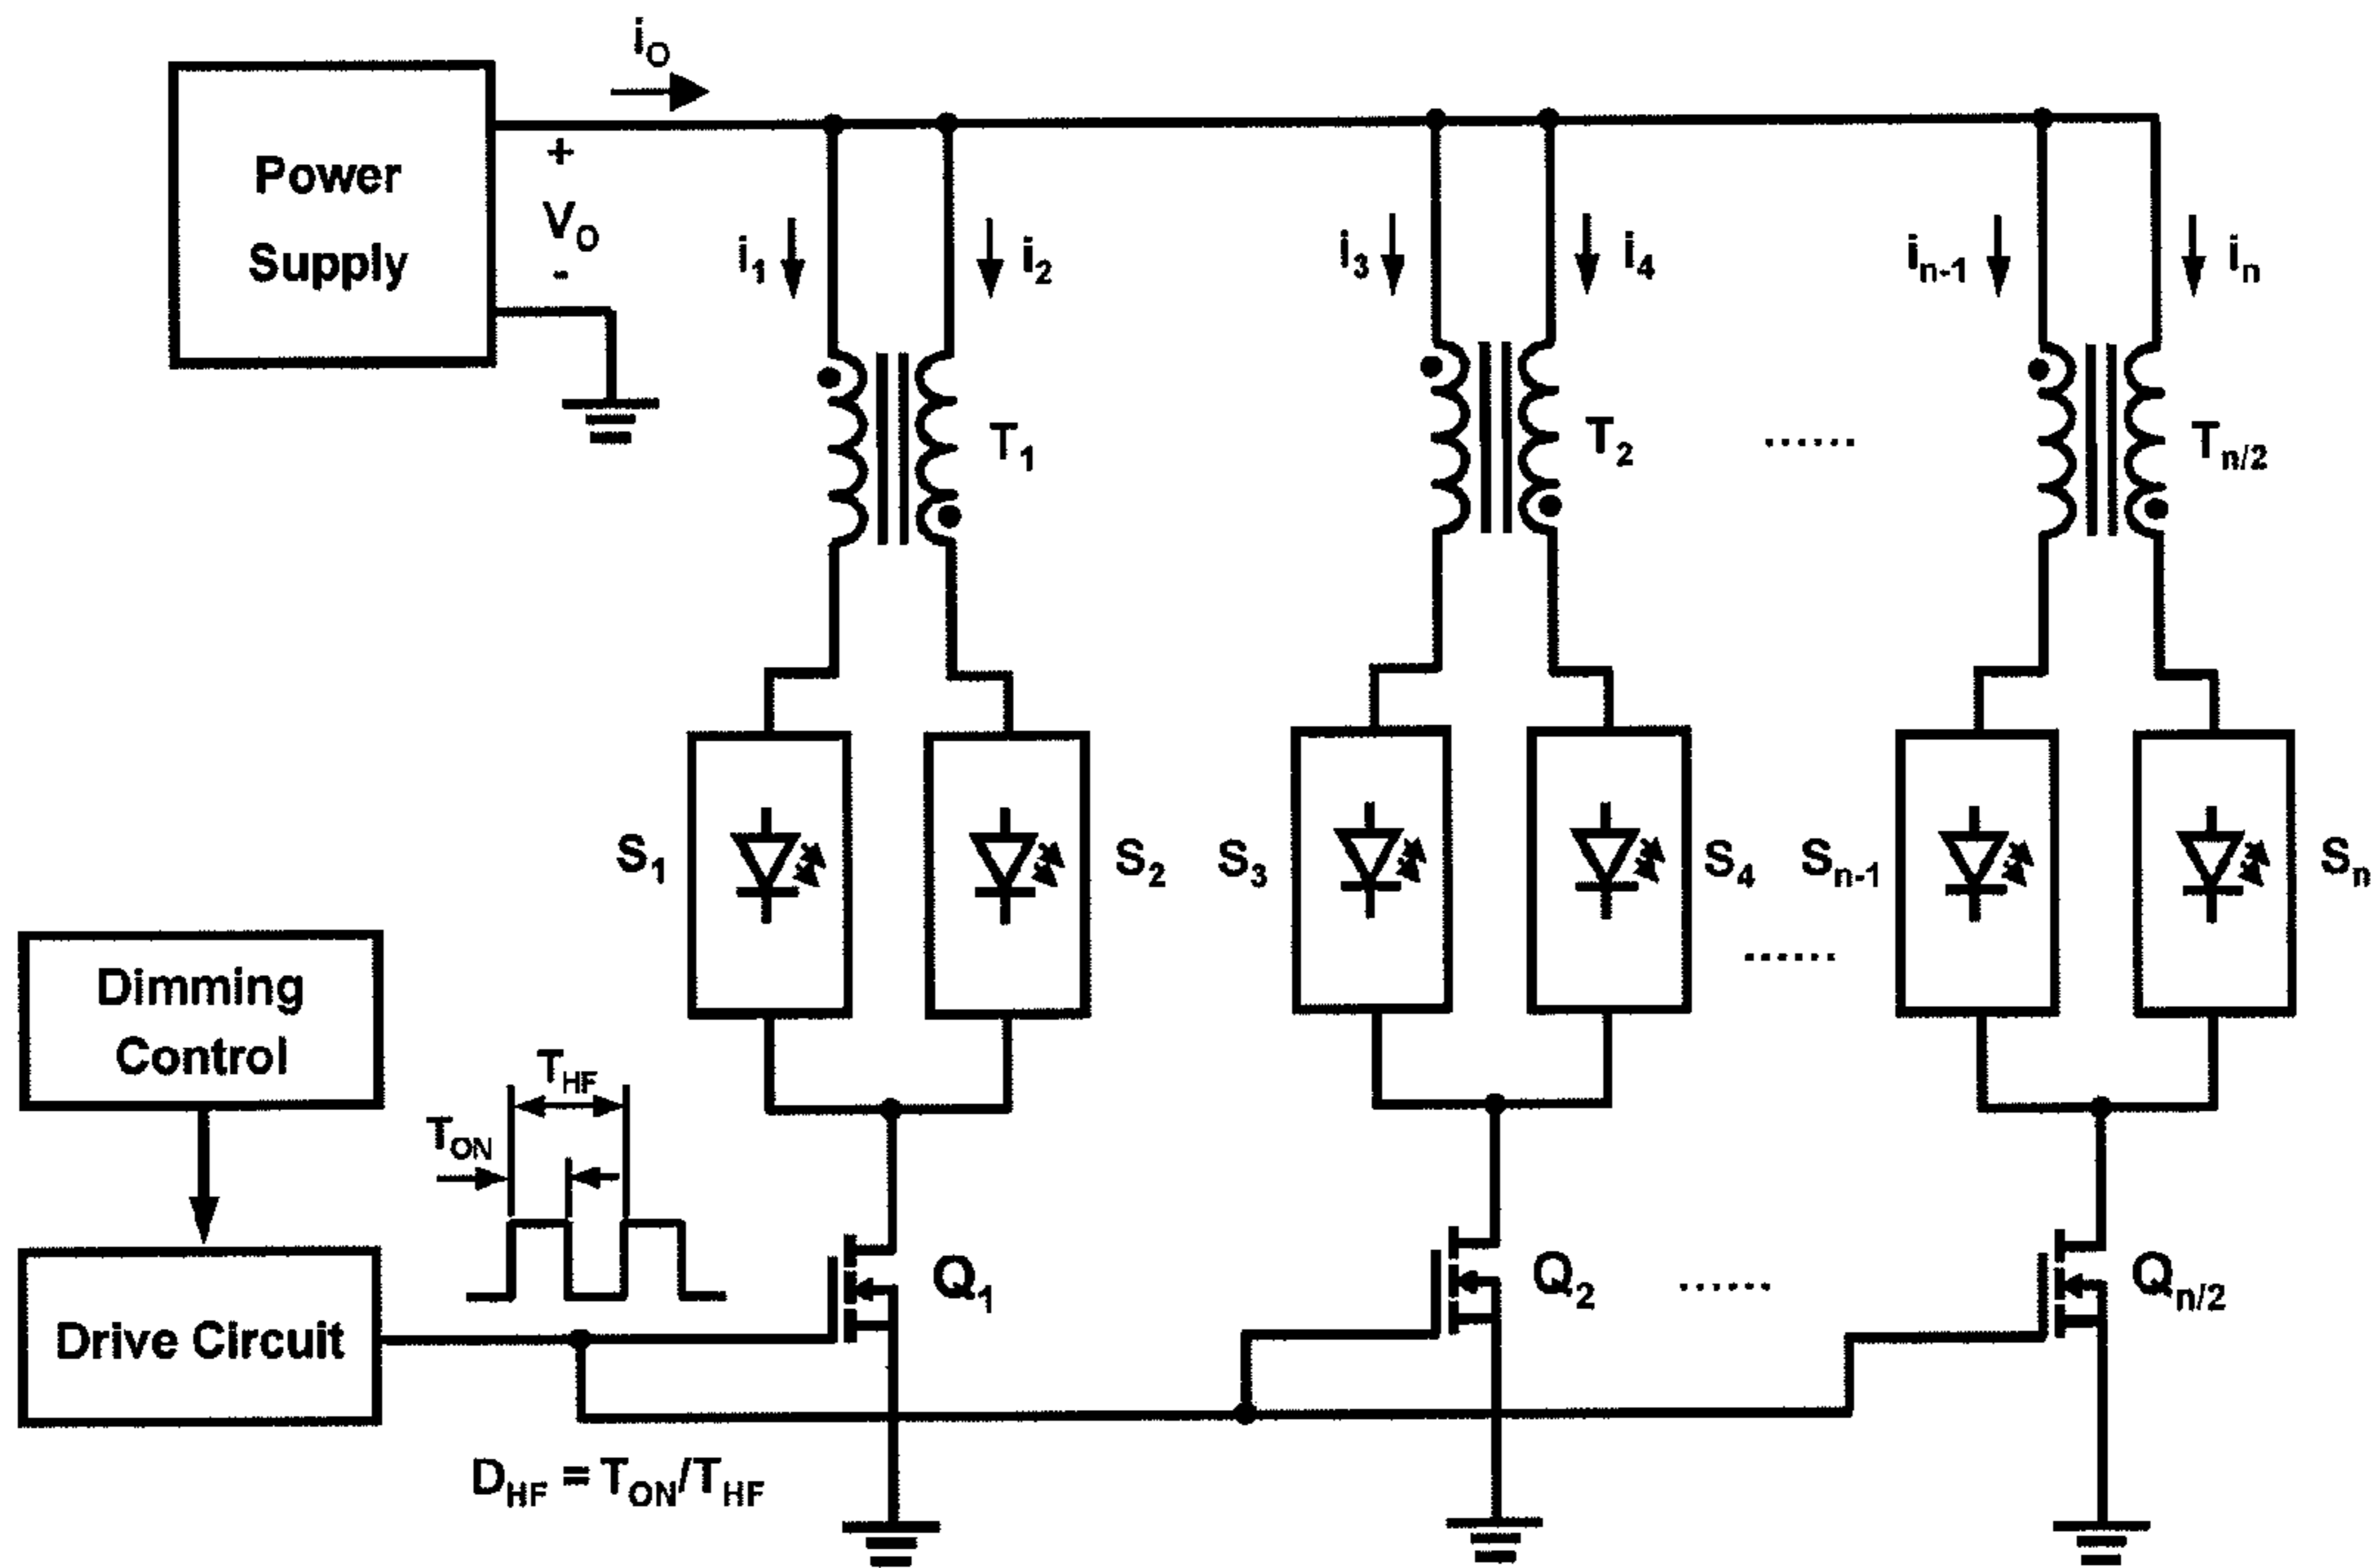 i_O
Power
Supply
+
V_O
-
i_1
i_2
i_3
i_4
i_n-1
i_n
T_1
T_2
......
T_n/2
S_1
S_2
S_3
S_4
S_n-1
S_n
......
Dimming
Control
T_HF
T_ON
Drive Circuit
Q_1
Q_2
......
Q_n/2
D_HF = T_ON/T_HF